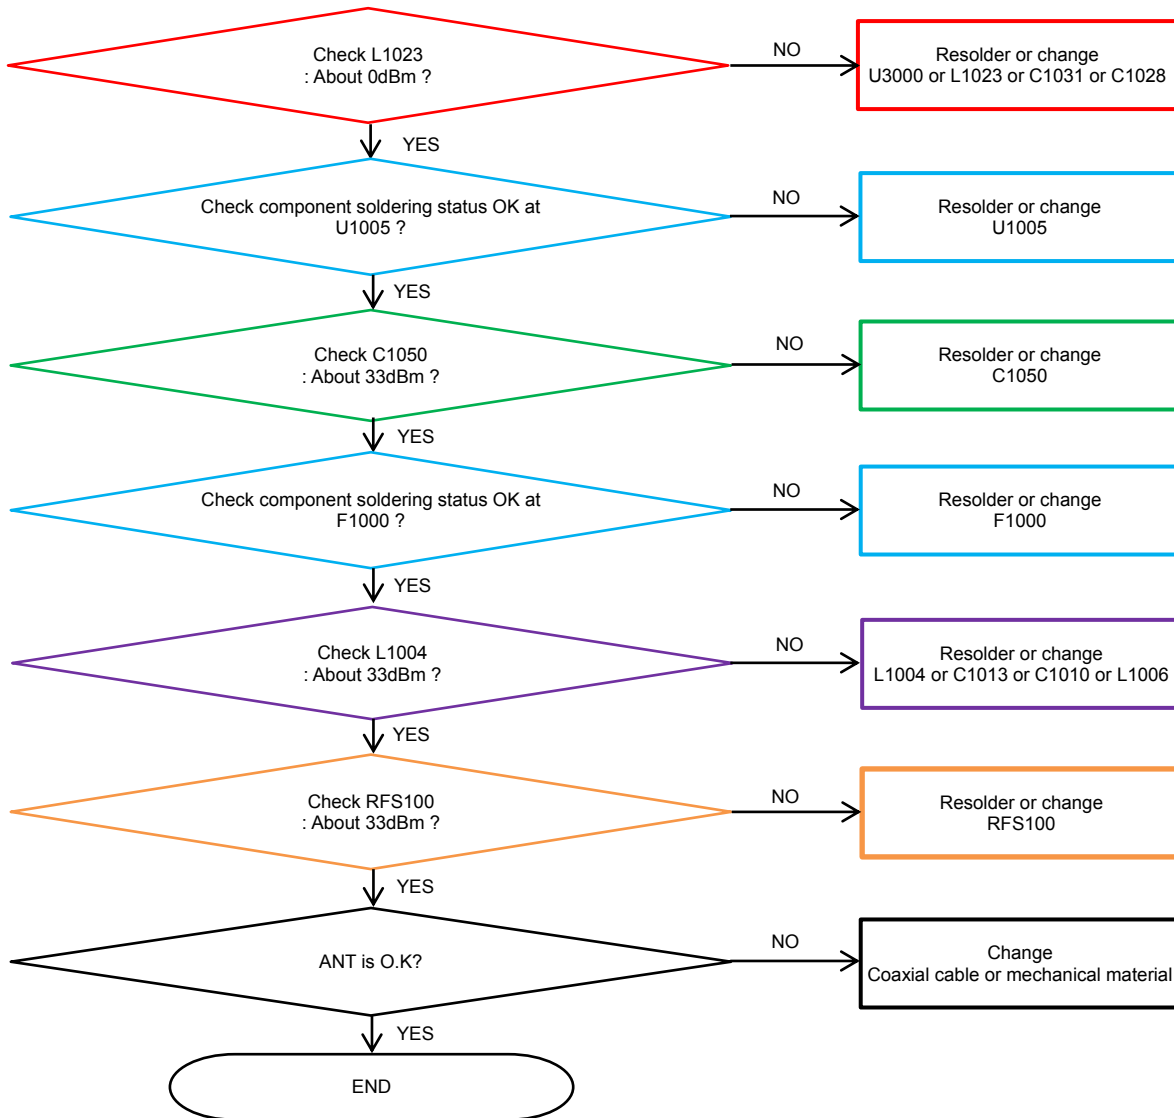 Check L1023
: About 0dBm ?
NO
Resolder or change
U3000 or L1023 or C1031 or C1028
YES
Check component soldering status OK at
U1005 ?
NO
Resolder or change
U1005
YES
Check C1050
: About 33dBm ?
NO
Resolder or change
C1050
YES
Check component soldering status OK at
F1000 ?
NO
Resolder or change
F1000
YES
Check L1004
: About 33dBm ?
NO
Resolder or change
L1004 or C1013 or C1010 or L1006
YES
Check RFS100
: About 33dBm ?
NO
Resolder or change
RFS100
YES
ANT is O.K?
NO
Change
Coaxial cable or mechanical material
YES
END